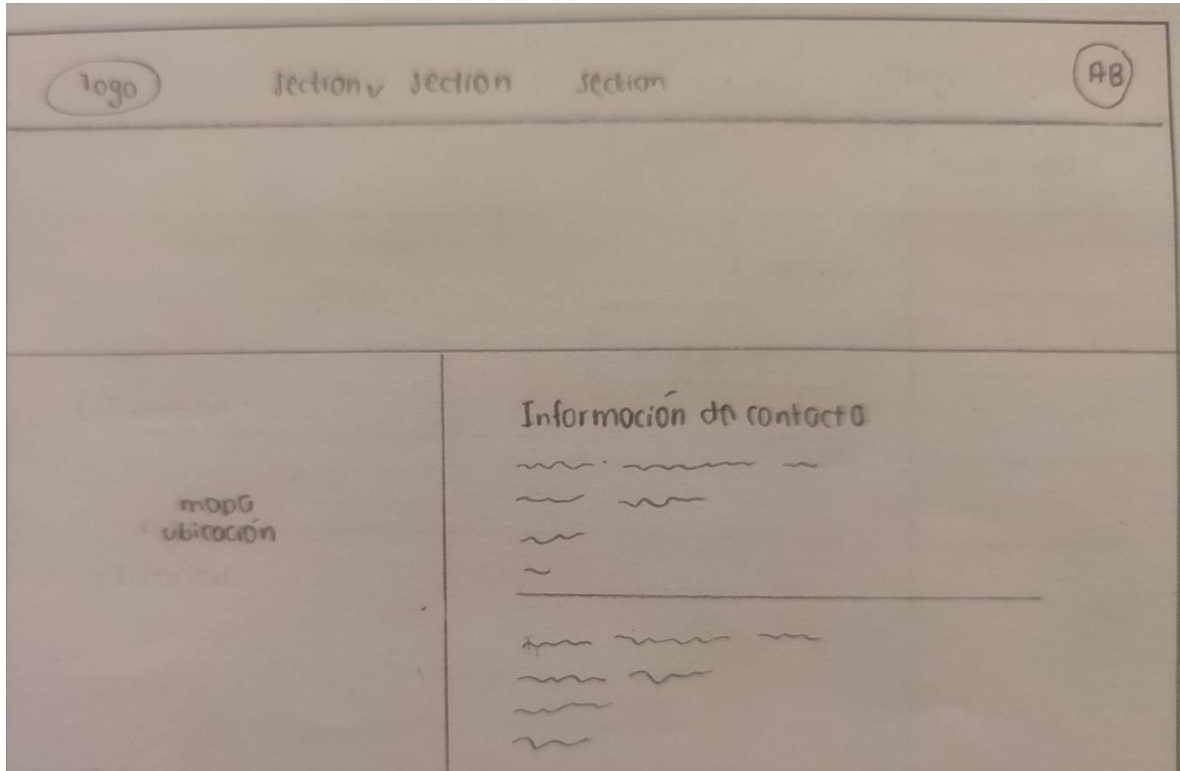 logo
section section section
AB
Información de contacto
mapa
ubicación